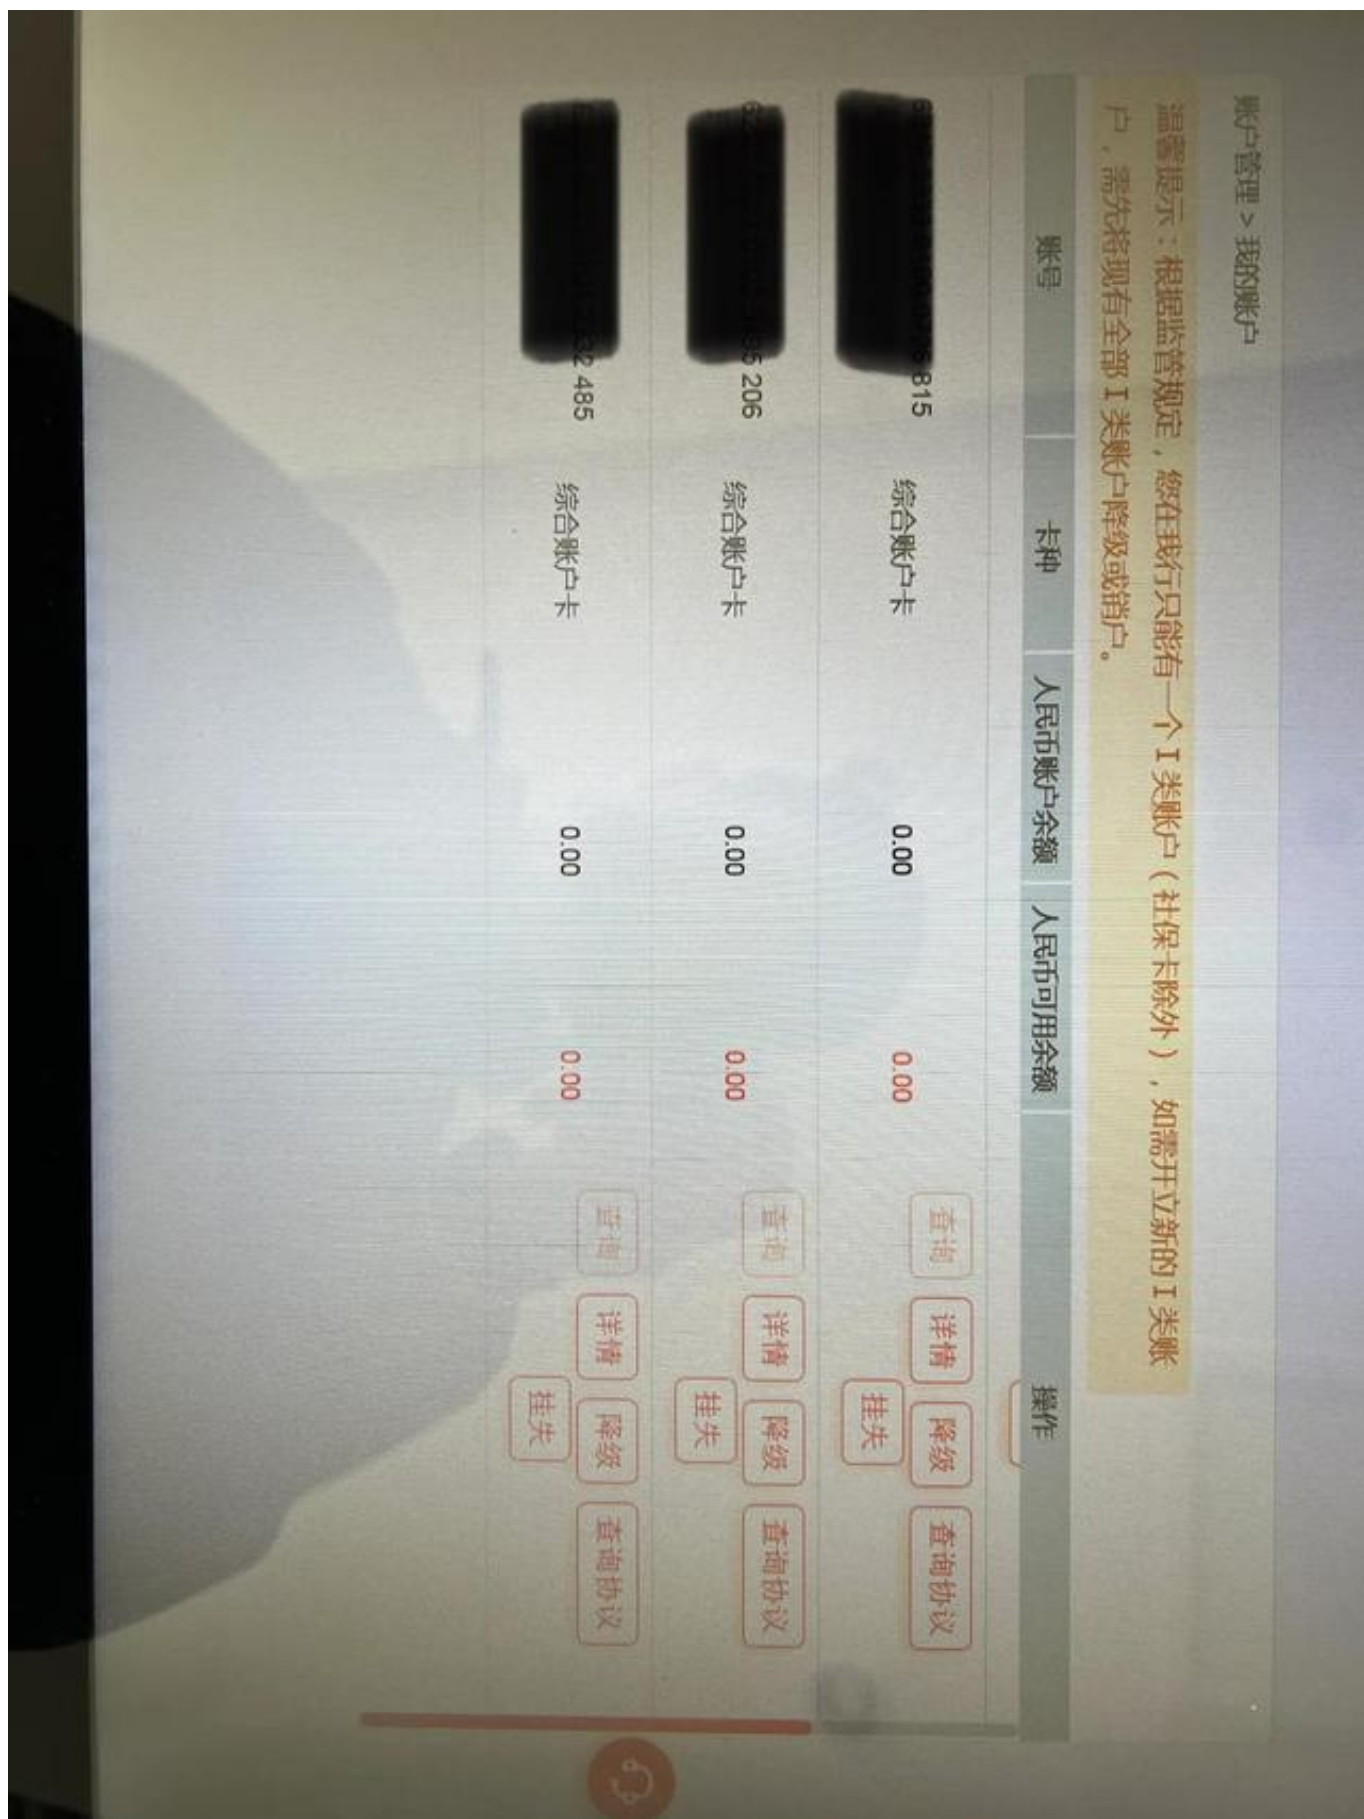 账户管理 > 我的账户
温馨提示：根据监管规定，您在我行只能有一个 I 类账户（社保卡除外），如需开立新的 I 类账
户，需先将现有全部 I 类账户降级或销户。
账号 卡种 人民币账户余额 人民币可用余额 操作
815 综合账户卡 0.00 0.00 查询 详情 降级 查询协议
挂失
206 综合账户卡 0.00 0.00 查询 详情 降级 查询协议
挂失
485 综合账户卡 0.00 0.00 查询 详情 降级 查询协议
挂失